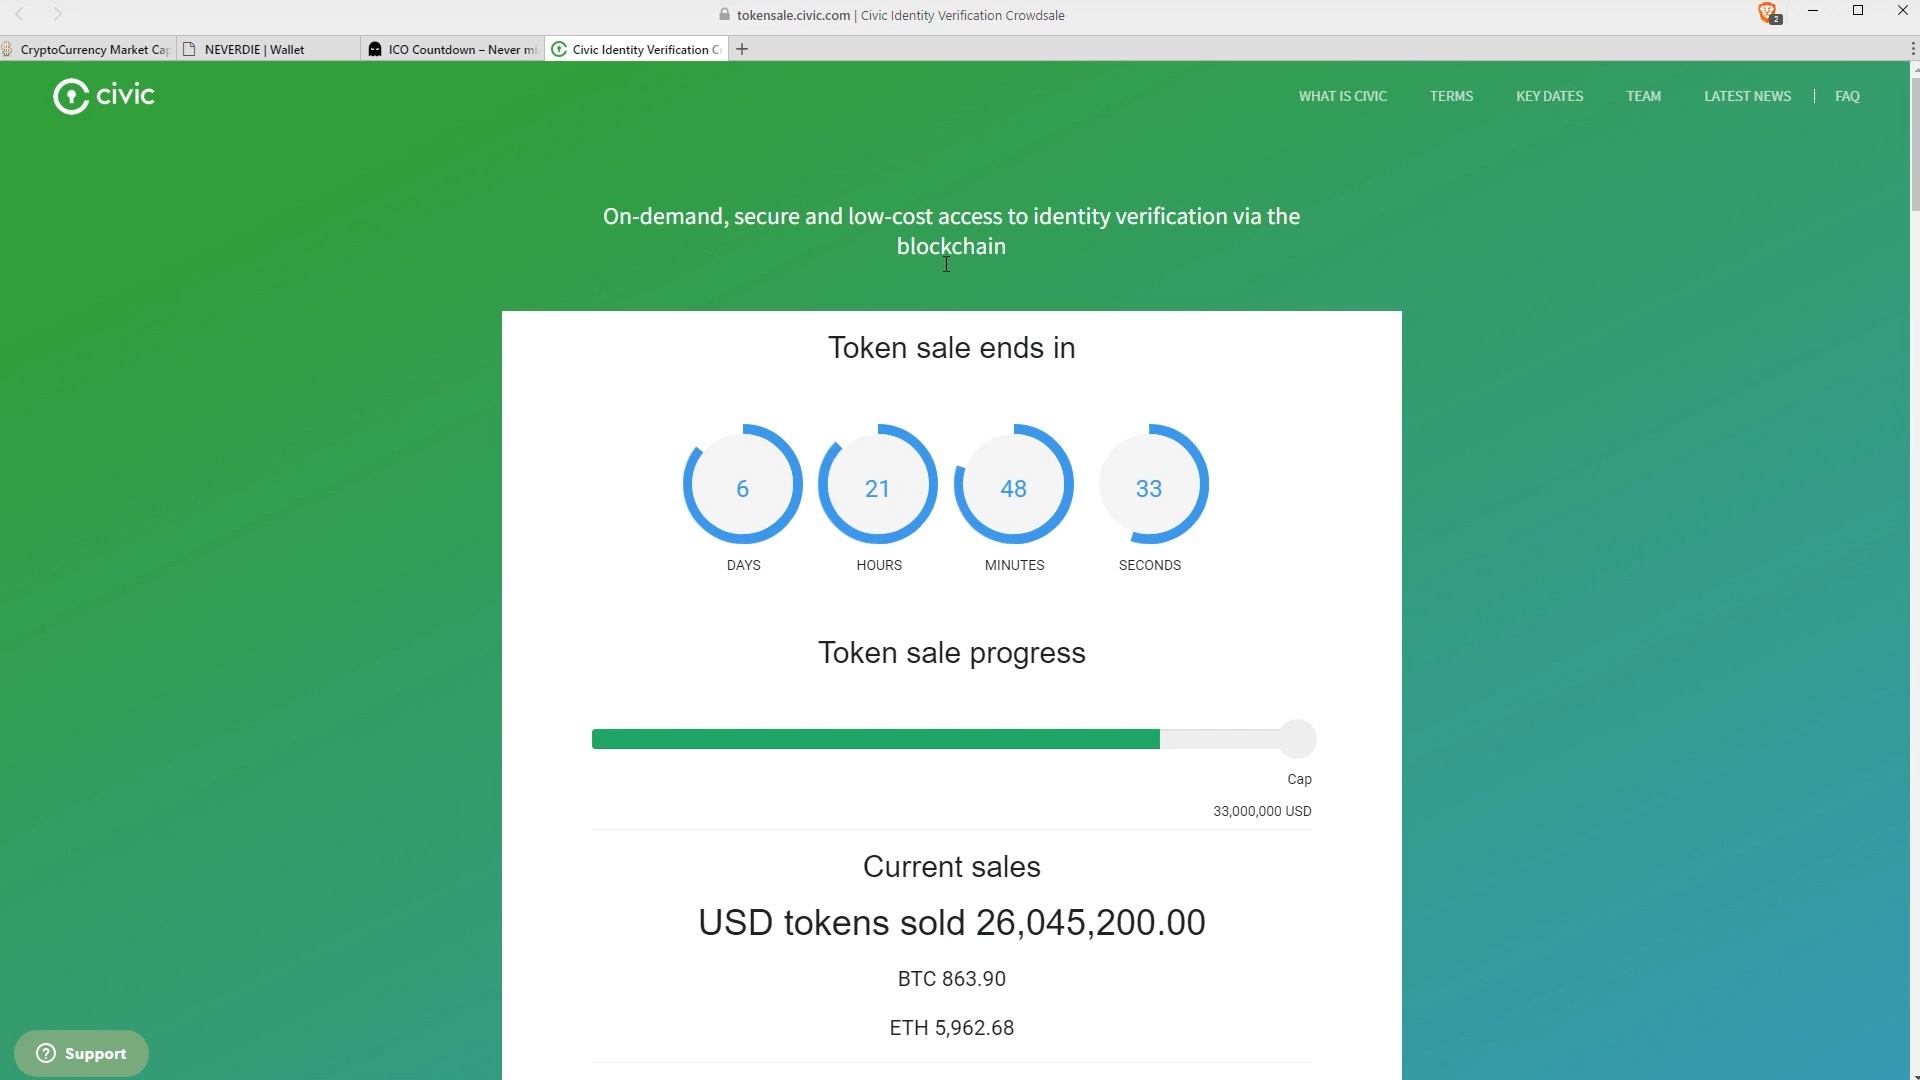 tokensale.civic.com | Civic Identity Verification Crowdsale
2
CryptoCurrency Market Ca
NEVERDIE | Wallet
ICO Countdown – Never mi
Civic Identity Verification C
civic
WHAT IS CIVIC
TERMS
KEY DATES
TEAM
LATEST NEWS
|
FAQ
On-demand, secure and low-cost access to identity verification via the
blockchain
Token sale ends in
6
21
48
33
DAYS
HOURS
MINUTES
SECONDS
Token sale progress
Cap
33,000,000 USD
Current sales
USD tokens sold 26,045,200.00
BTC 863.90
ETH 5,962.68
Support